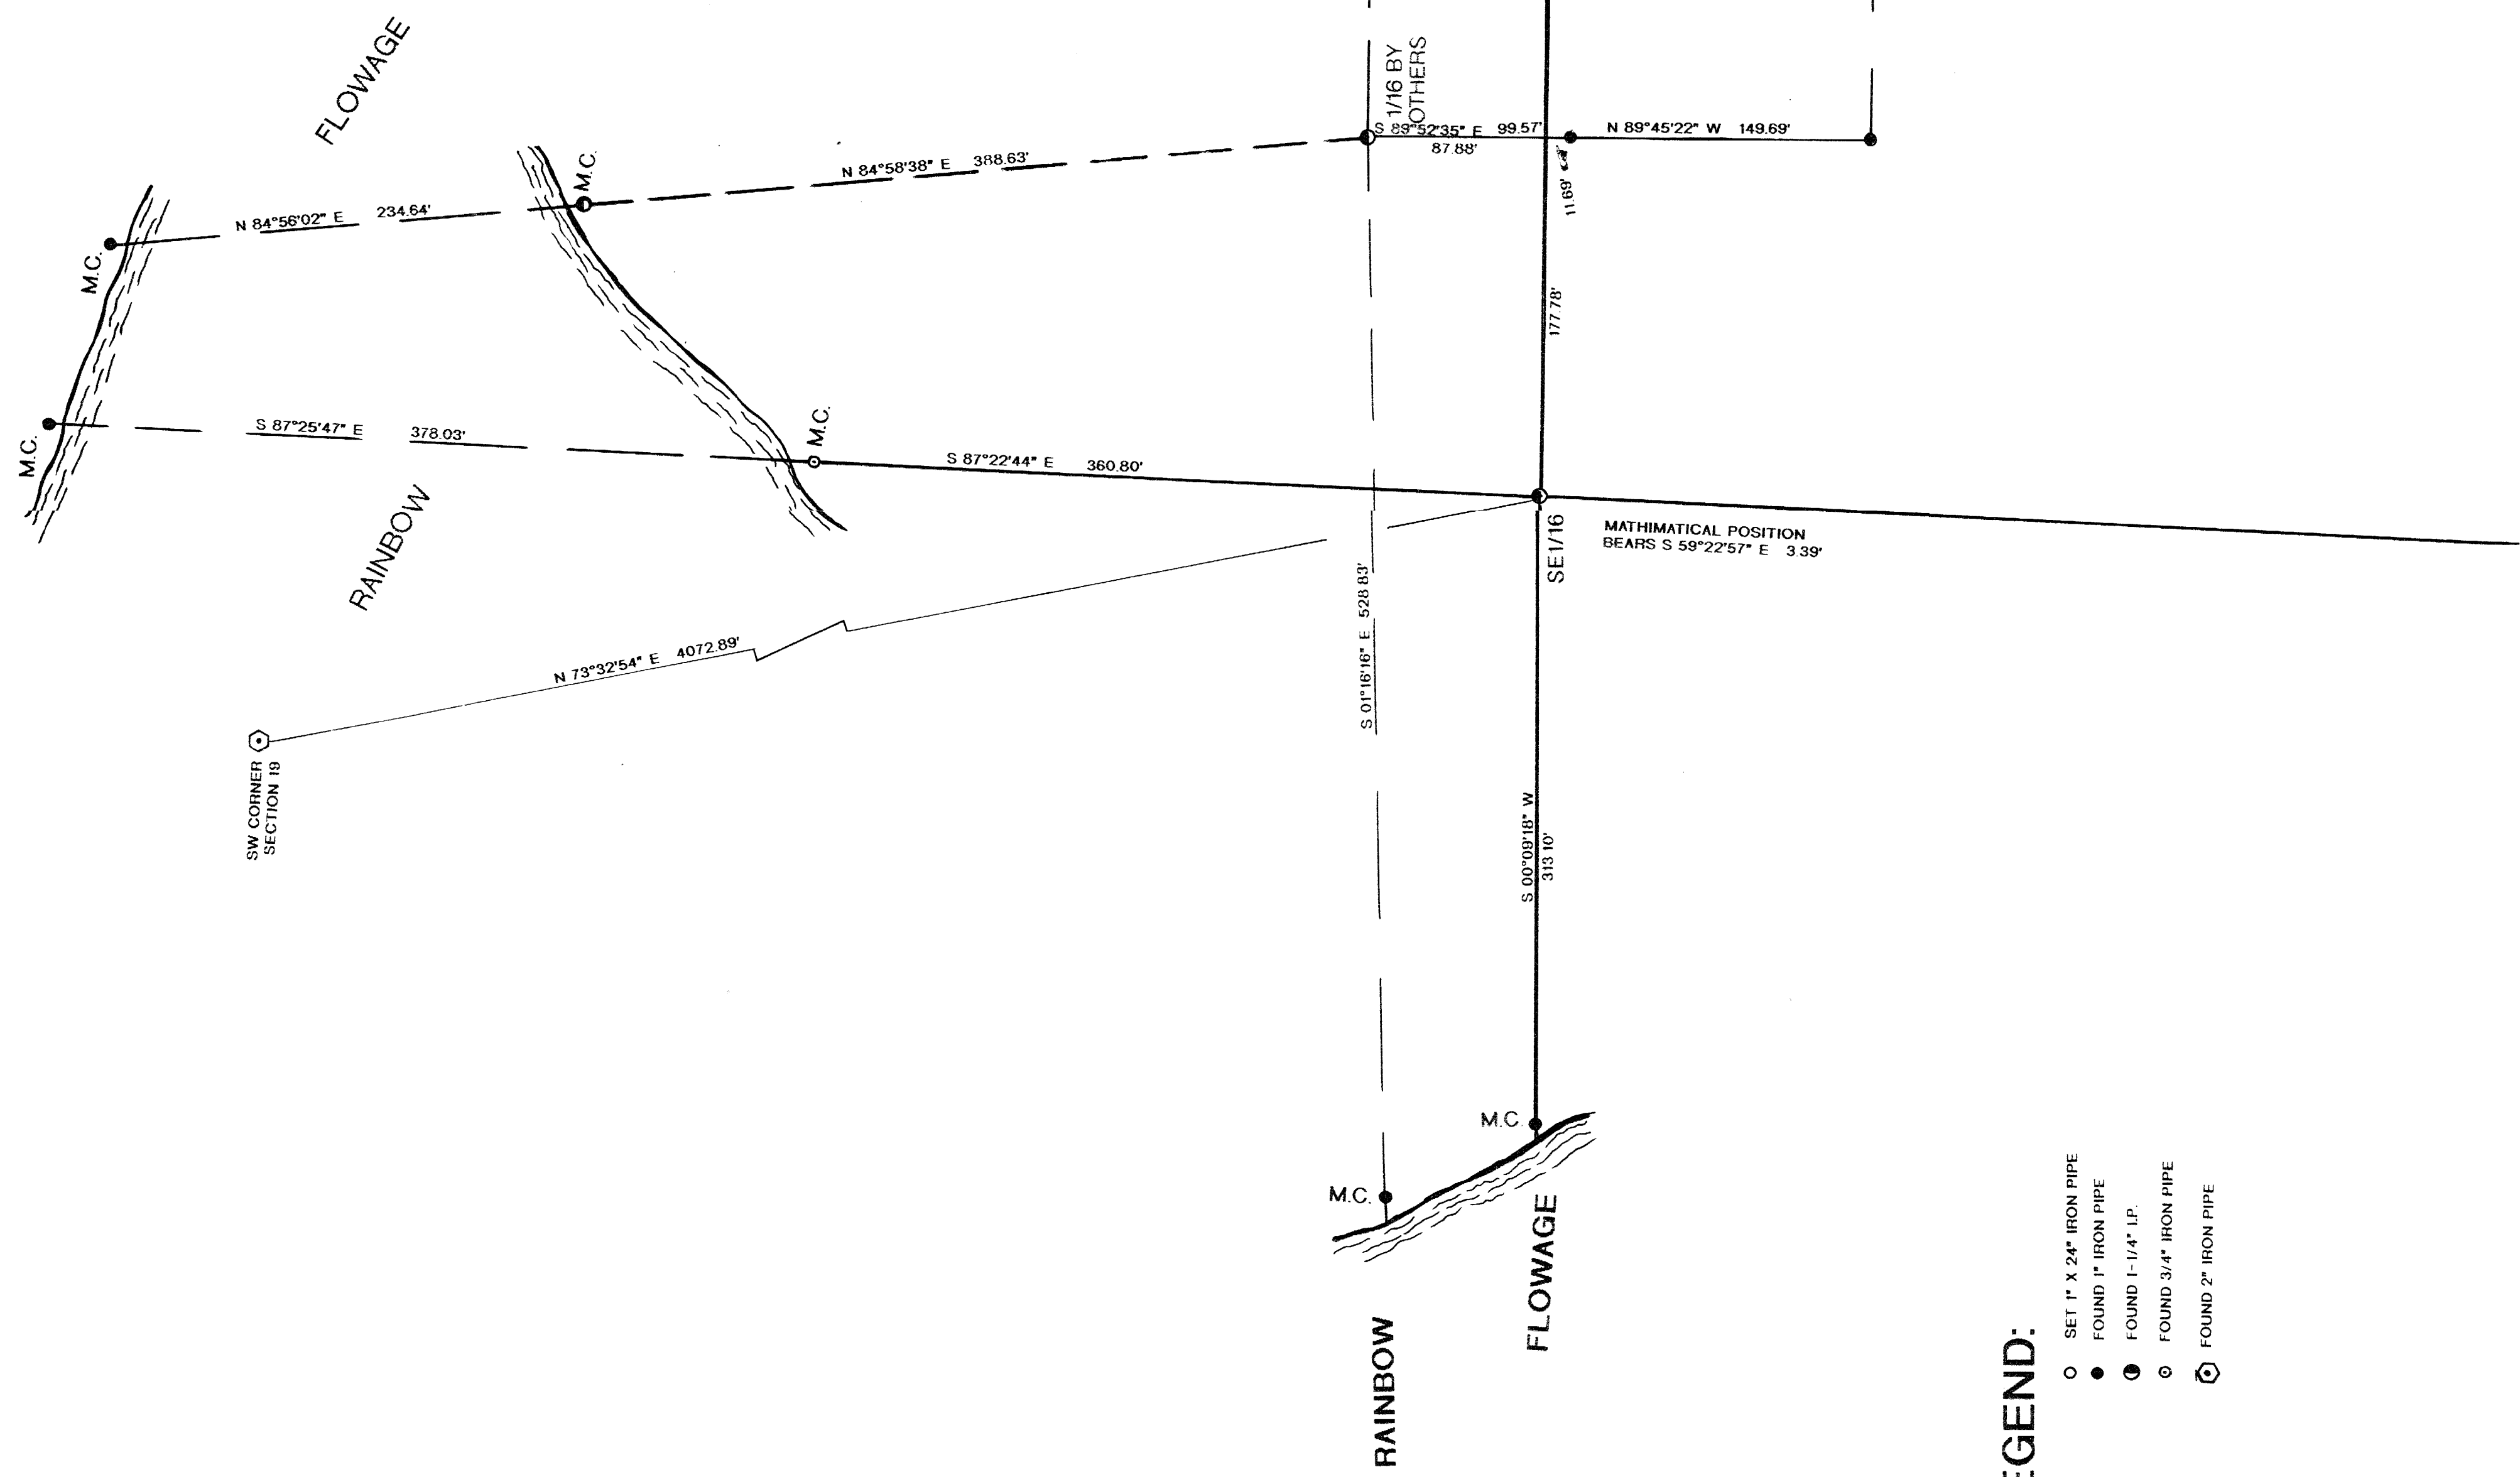 FLOWAGE
1/16 BY
OTHERS
S 89°52'35" E 99.57'
87.88'
N 89°45'22" W 149.69'
11.69'
M.C.
N 84°58'38" E 388.63'
N 84°56'02" E 234.64'
M.C.
177.78'
M.C.
S 87°25'47" E 378.03'
M.C.
S 87°22'44" E 360.80'
RAINBOW
SE1/16
MATHIMATICAL POSITION
BEARS S 59°22'57" E 3.39'
S 01°16'16" E 528 83'
N 73°32'54" E 4072.89'
SW CORNER
SECTION 19
S 00°09'18" W
313 10'
M.C.
M.C.
RAINBOW
FLOWAGE
EGEND:
SET 1" X 24" IRON PIPE
FOUND 1" IRON PIPE
FOUND 1-1/4" I.P.
FOUND 3/4" IRON PIPE
FOUND 2" IRON PIPE